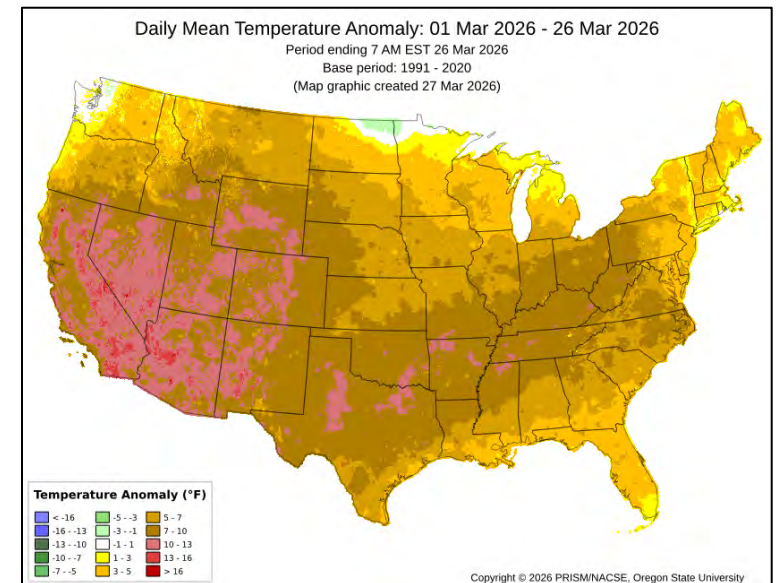 Daily Mean Temperature Anomaly: 01 Mar 2026 - 26 Mar 2026
Period ending 7 AM EST 26 Mar 2026
Base period: 1991 - 2020
(Map graphic created 27 Mar 2026)
Temperature Anomaly (°F)
< -16
-16 - -13
-13 - -10
-10 - -7
-7 - -5
-5 - -3
-3 - -1
-1 - 1
1 - 3
3 - 5
5 - 7
7 - 10
10 - 13
13 - 16
> 16
Copyright © 2026 PRISM/NACSE, Oregon State University